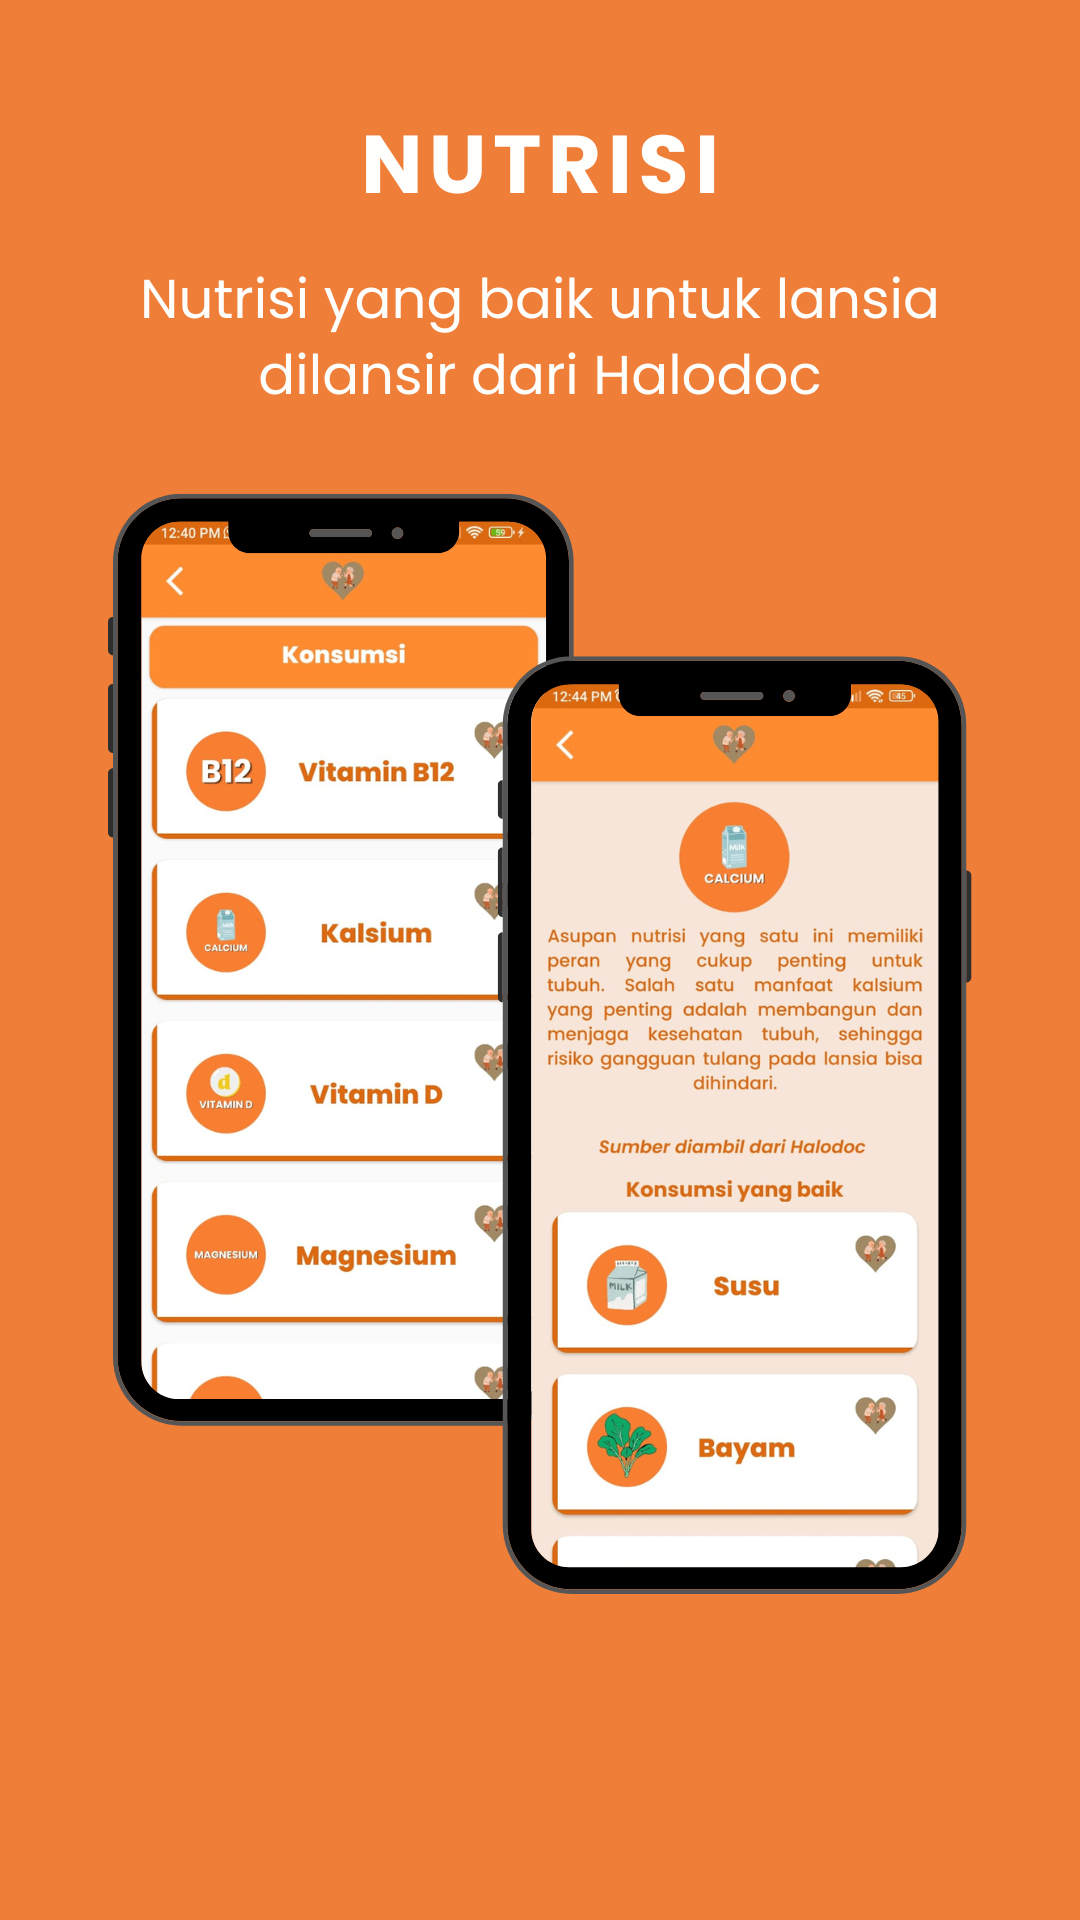 NUTRISI
Nutrisi yang baik untuk lansia
dilansir dari Halodoc
12:40 PM
59
Konsumsi
B12
Vitamin B12
Milk
CALCIUM
Kalsium
d
VITAMIN D
Vitamin D
MAGNESIUM
Magnesium
12:44 PM
45
Milk
CALCIUM
Asupan nutrisi yang satu ini memiliki
peran yang cukup penting untuk
tubuh. Salah satu manfaat kalsium
yang penting adalah membangun dan
menjaga kesehatan tubuh, sehingga
risiko gangguan tulang pada lansia bisa
dihindari.
Sumber diambil dari Halodoc
Konsumsi yang baik
MILK
Susu
Bayam